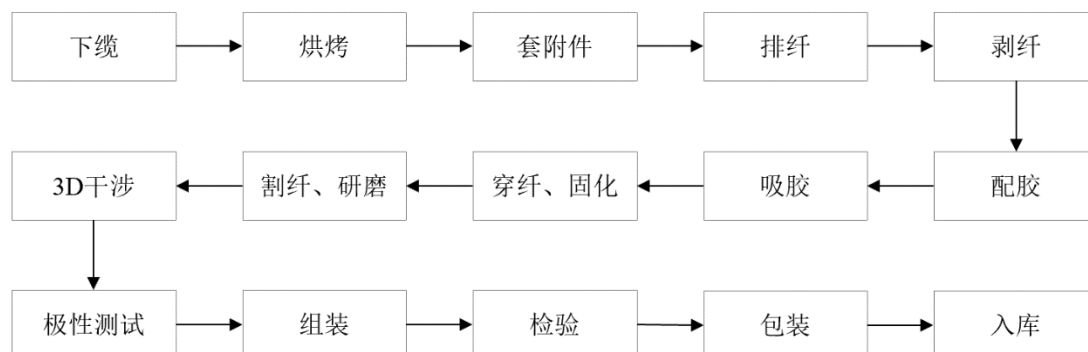 下缆
烘烤
套附件
排纤
剥纤
3D干涉
割纤、研磨
穿纤、固化
吸胶
配胶
极性测试
组装
检验
包装
入库